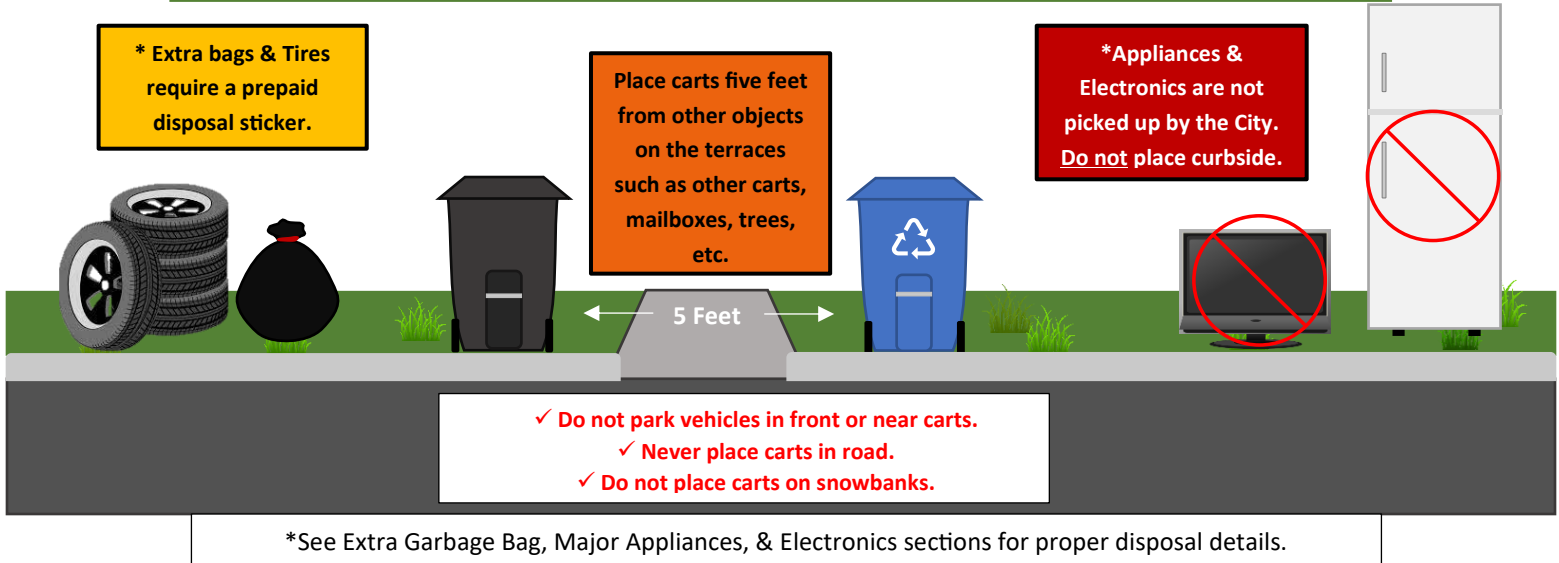 * Extra bags & Tires
require a prepaid
disposal sticker.
Place carts five feet
from other objects
on the terraces
such as other carts,
mailboxes, trees,
etc.
*Appliances &
Electronics are not
picked up by the City.
Do not place curbside.
5 Feet
✓ Do not park vehicles in front or near carts.
✓ Never place carts in road.
✓ Do not place carts on snowbanks.
*See Extra Garbage Bag, Major Appliances, & Electronics sections for proper disposal details.